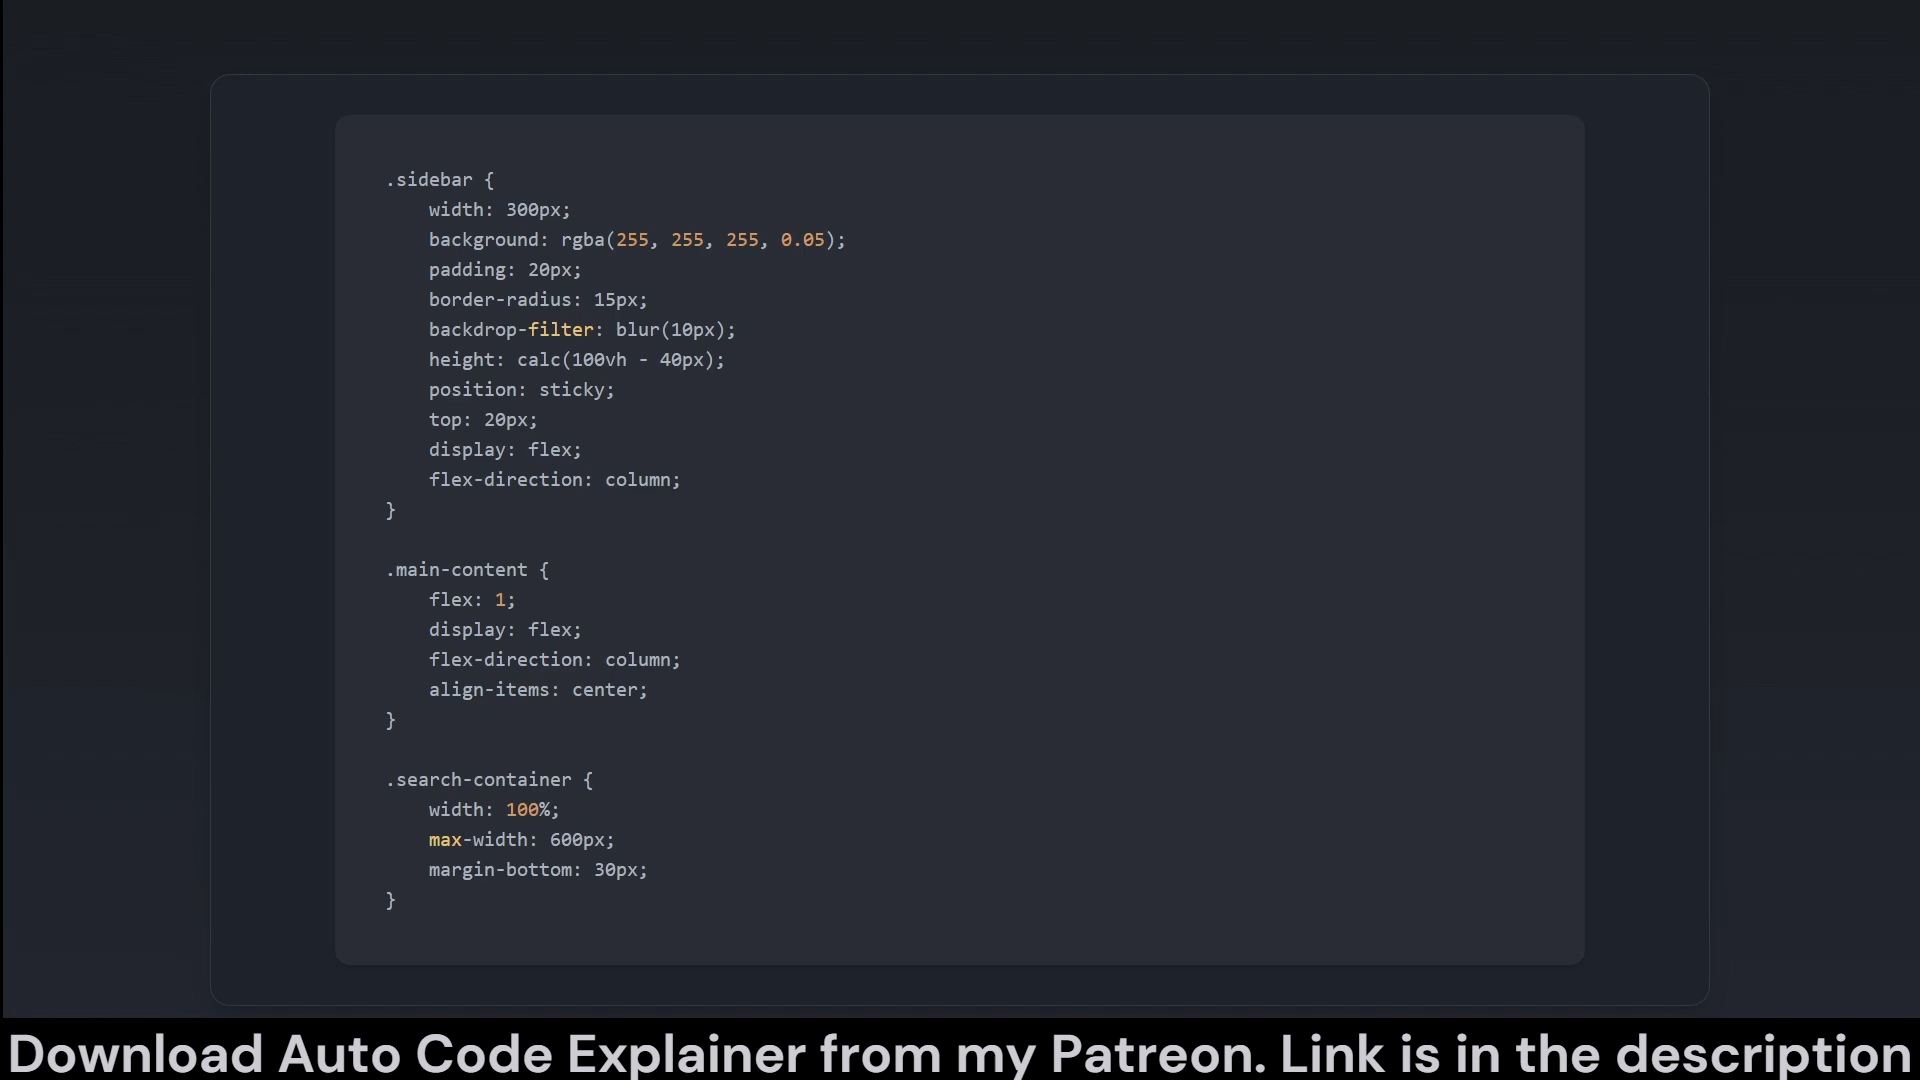 .sidebar {
    width: 300px;
    background: rgba(255, 255, 255, 0.05);
    padding: 20px;
    border-radius: 15px;
    backdrop-filter: blur(10px);
    height: calc(100vh - 40px);
    position: sticky;
    top: 20px;
    display: flex;
    flex-direction: column;
}

.main-content {
    flex: 1;
    display: flex;
    flex-direction: column;
    align-items: center;
}

.search-container {
    width: 100%;
    max-width: 600px;
    margin-bottom: 30px;
}
Download Auto Code Explainer from my Patreon. Link is in the description